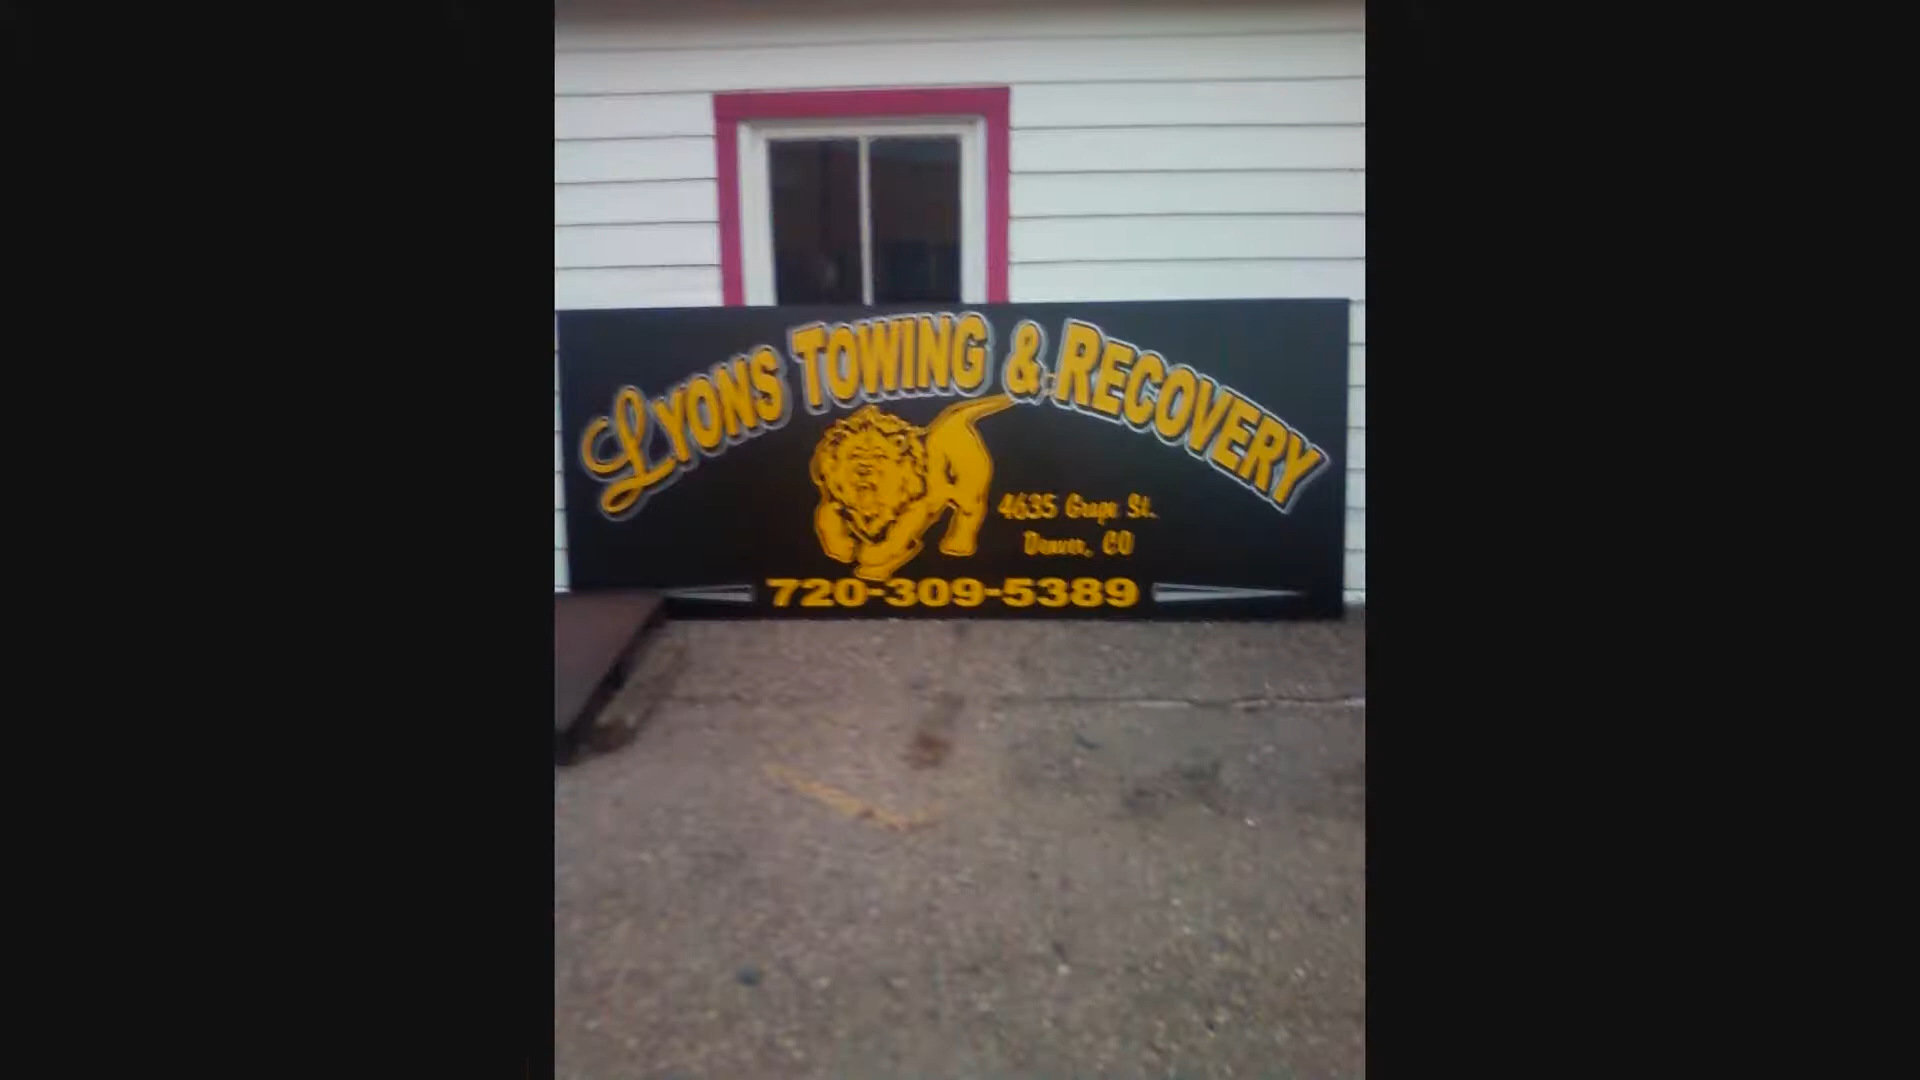 Lyons Towing & Recovery
4635 Grape St.
Denver, CO
720-309-5389